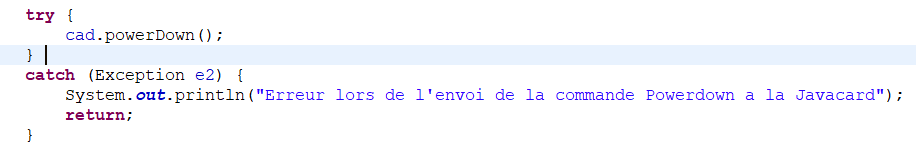 try {
    cad.powerDown();
}
catch (Exception e2) {
    System.out.println("Erreur lors de l'envoi de la commande Powerdown a la Javacard");
    return;
}